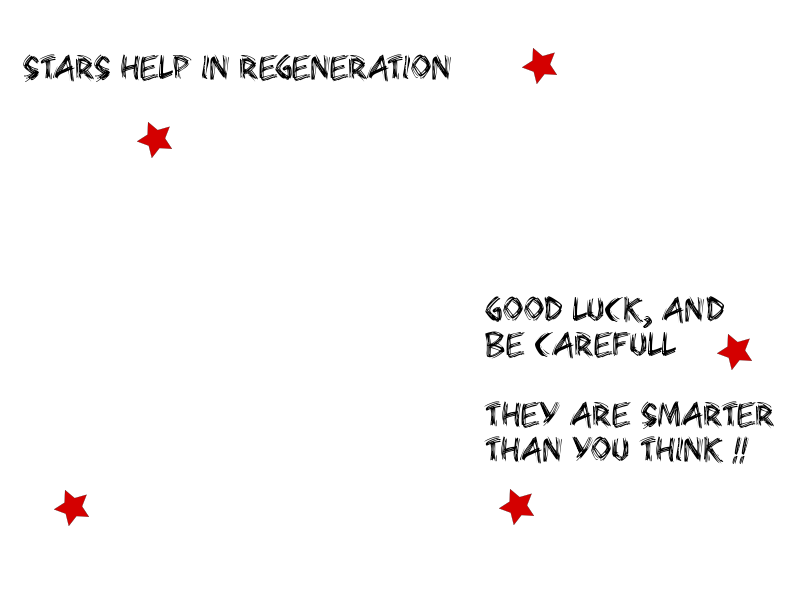 STARS HELP IN REGENERATION
GOOD LUCK, AND
BE CAREFULL
THEY ARE SMARTER
THAN YOU THINK !!